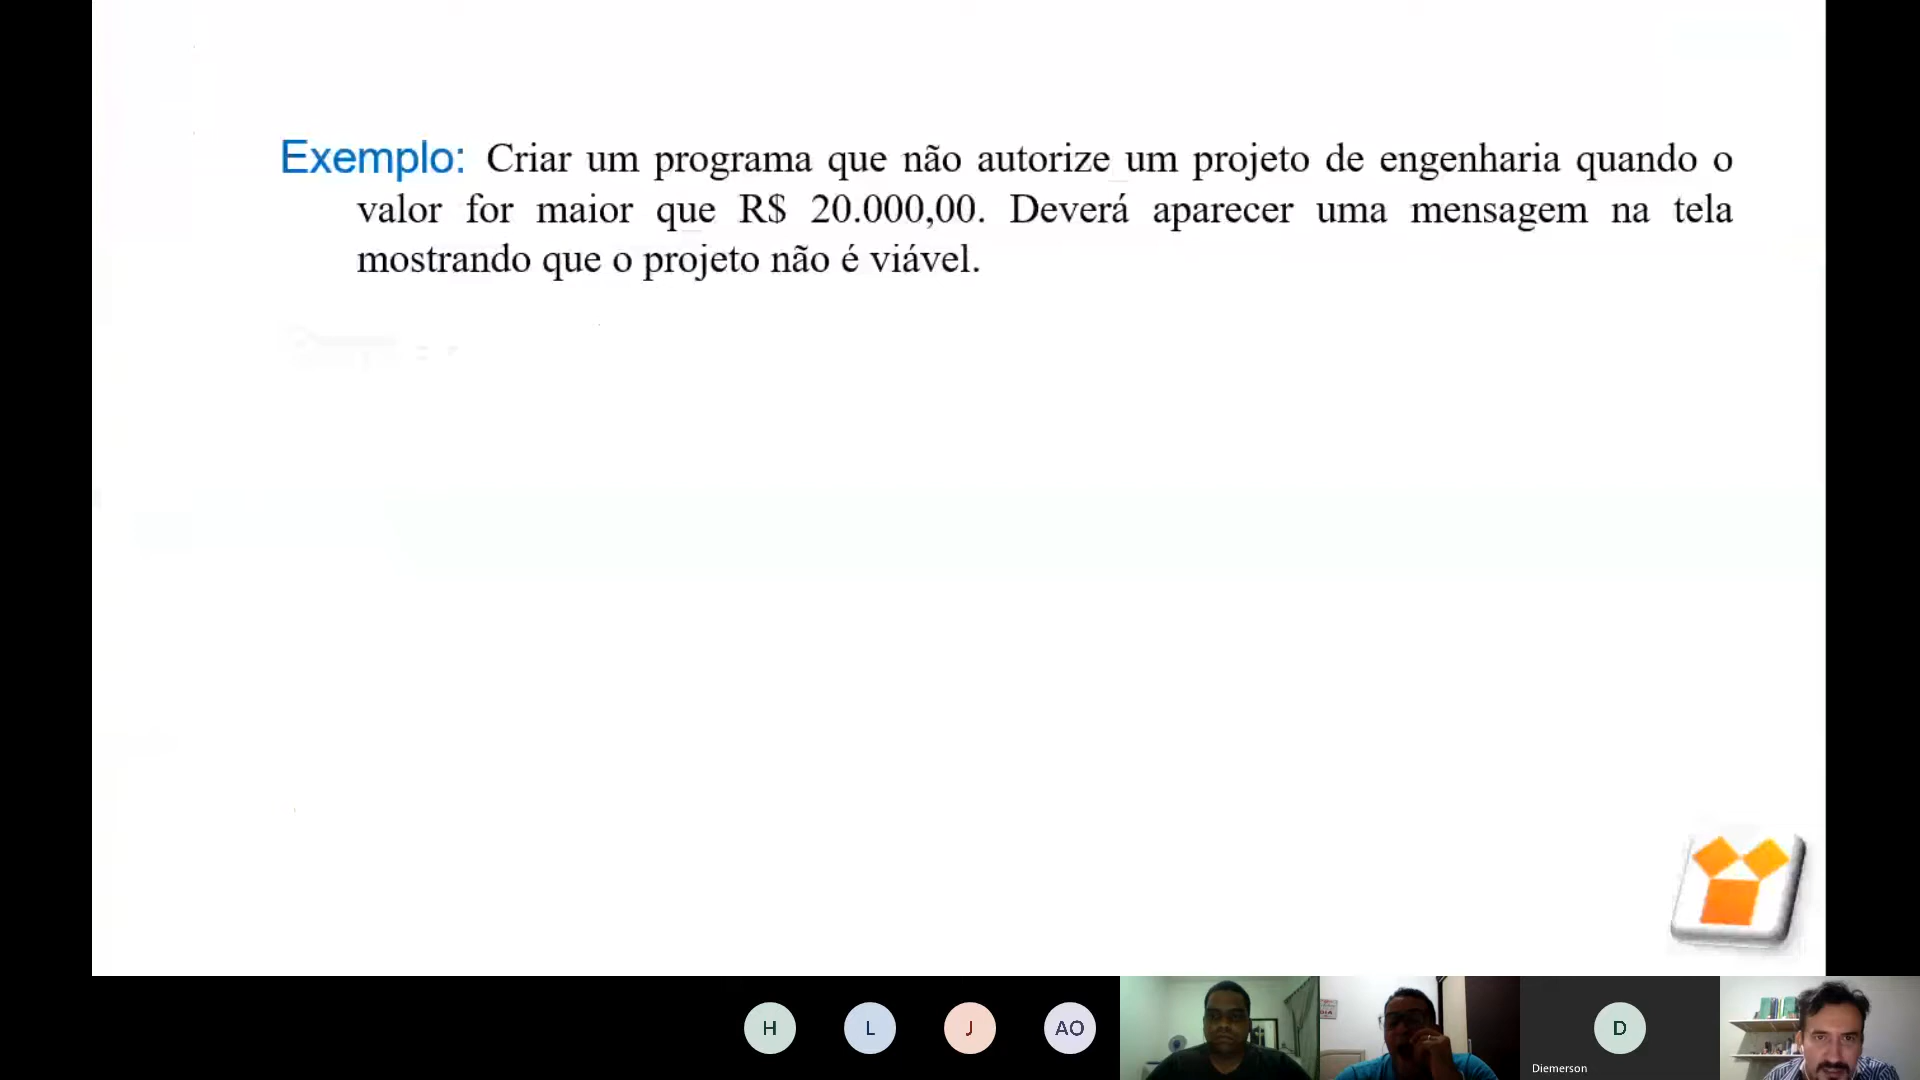 Exemplo: Criar um programa que não autorize um projeto de engenharia quando o
valor for maior que R$ 20.000,00. Deverá aparecer uma mensagem na tela
mostrando que o projeto não é viável.
H
L
J
AO
D
Diemerson